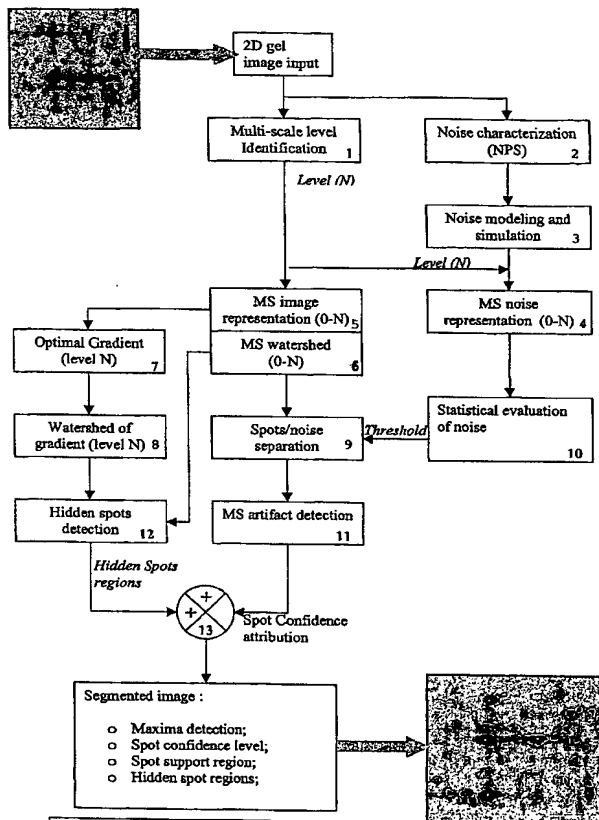 2D gel
image input
Multi-scale level
Identification
1
Noise characterization
(NPS) 2
Level (N)
Noise modeling and
simulation 3
Level (N)
MS image
representation (0-N) 5
MS noise
representation (0-N) 4
Optimal Gradient
(level N) 7
MS watershed
(0-N) 6
Watershed of
gradient (level N) 8
Spots/noise
separation 9
Threshold
Statistical evaluation
of noise
10
Hidden spots
detection 12
MS artifact detection
11
Hidden Spots
regions
+
+
13
Spot Confidence
attribution
Segmented image :
o Maxima detection;
o Spot confidence level;
o Spot support region;
o Hidden spot regions;